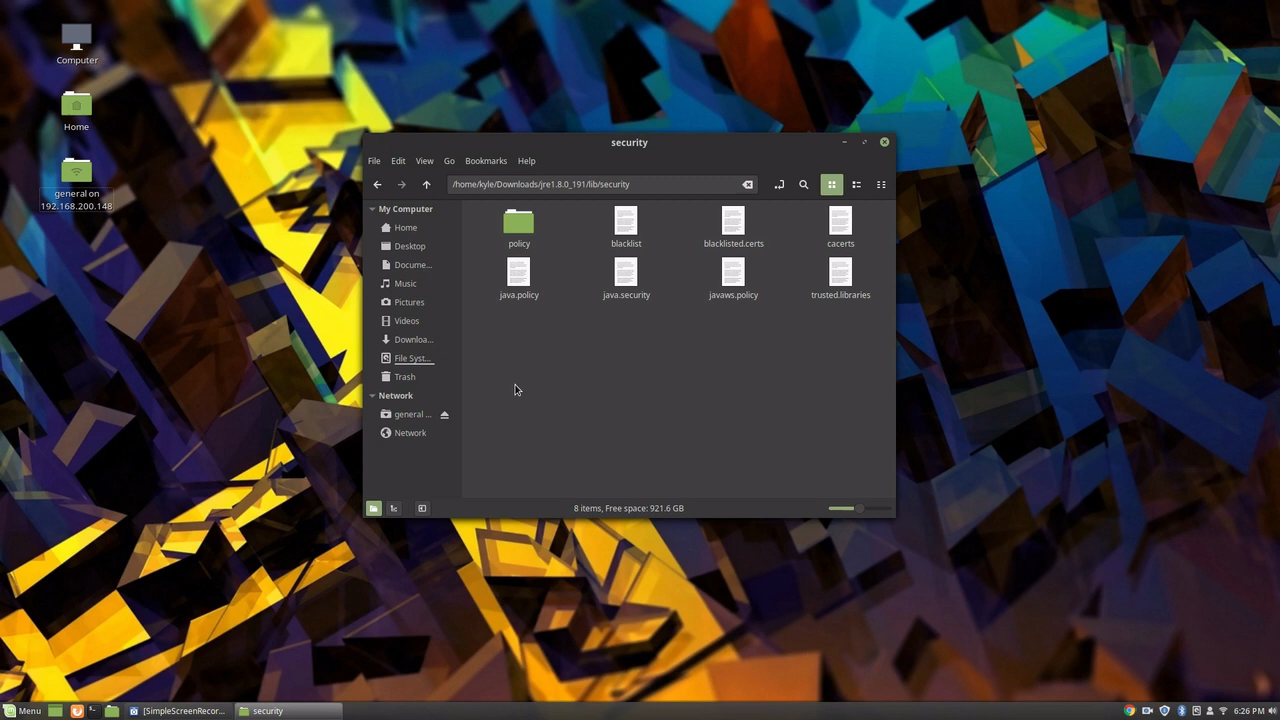 Computer
Home
general on
192.168.200.148
security
File Edit View Go Bookmarks Help
/home/kyle/Downloads/jre1.8.0_191/lib/security
My Computer
Home
Desktop
Docume...
Music
Pictures
Videos
Downloa...
File Syst...
Trash
Network
general ...
Network
policy
blacklist
blacklisted.certs
cacerts
java.policy
java.security
javaws.policy
trusted.libraries
8 items, Free space: 921.6 GB
Menu
[SimpleScreenRecor...
security
6:26 PM